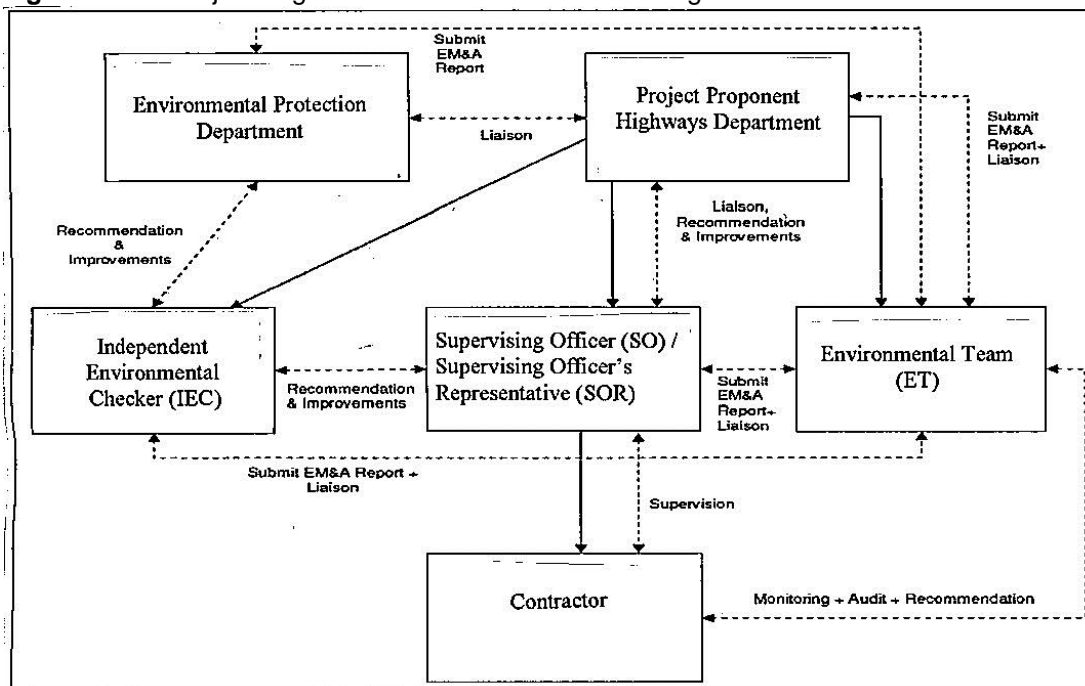 Submit
EM&A
Report
Environmental Protection
Department
Liaison
Project Proponent
Highways Department
Submit
EM&A
Report+
Liaison
Recommendation
&
Improvements
Liaison,
Recommendation
& Improvements
Independent
Environmental
Checker (IEC)
Recommendation
& Improvements
Supervising Officer (SO) /
Supervising Officer's
Representative (SOR)
Submit
EM&A
Report+
Liaison
Environmental Team
(ET)
Submit EM&A Report +
Liaison
Supervision
Contractor
Monitoring + Audit + Recommendation